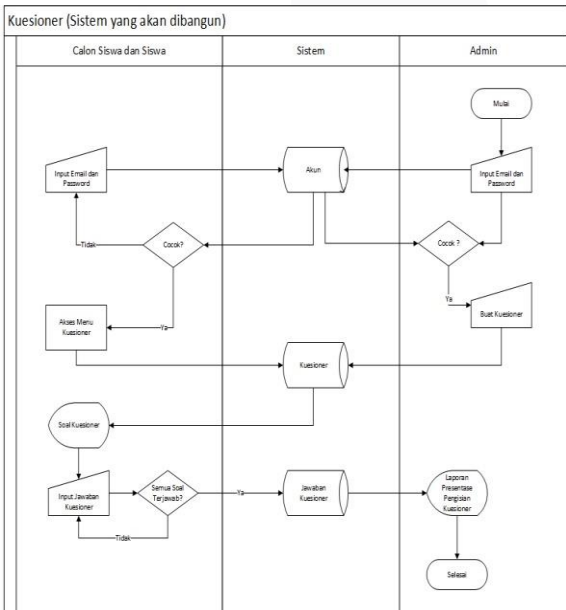 Kuesioner (Sistem yang akan dibangun)
Calon Siswa dan Siswa
Sistem
Admin
Mulai
Input Email dan
Password
Akun
Input Email dan
Password
Tidak
Cocok?
Cocok ?
Ya
Ya
Akses Menu
Kuesioner
Buat Kuesioner
Kuesioner
Soal Kuesioner
Input Jawaban
Kuesioner
Semua Soal
Terjawab?
Ya
Tidak
Jawaban
Kuesioner
Laporan
Presentase
Pengisian
Kuesioner
Selesai